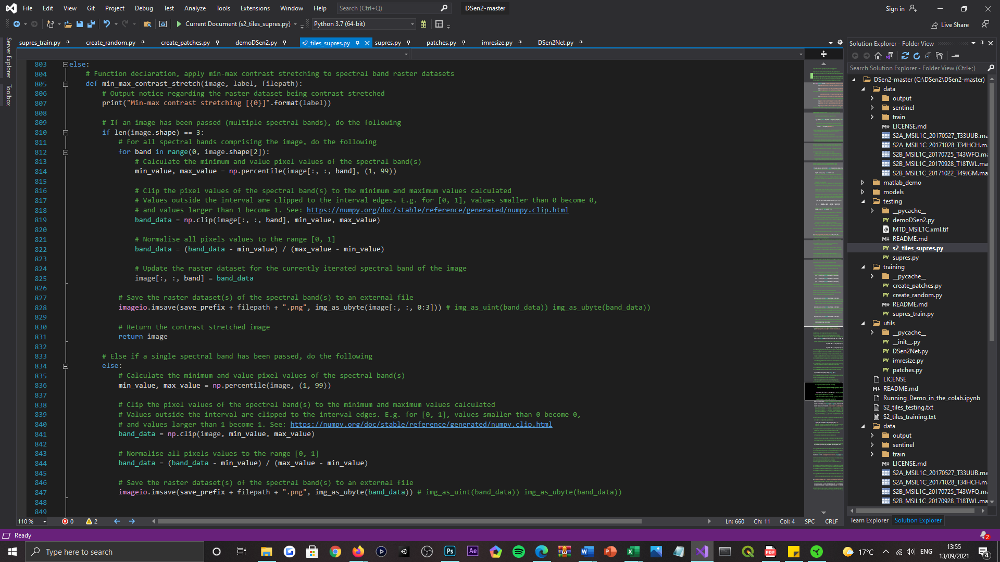 File Edit View Git Project Debug Test Analyze Tools Extensions Window Help Search (Ctrl+Q) DSen2-master Sign in
Current Document (s2_tiles_supres.py) Python 3.7 (64-bit) Live Share
supres_train.py create_random.py create_patches.py demoDSen2.py s2_tiles_supres.py supres.py patches.py imresize.py DSen2Net.py
Server Explorer
Toolbox
803 else:
804 # Function declaration, apply min-max contrast stretching to spectral band raster datasets
805 def min_max_contrast_stretch(image, label, filepath):
806 # Output notice regarding the raster dataset being contrast stretched
807 print("Min-max contrast stretching [{0}]".format(label))
808
809 # If an image has been passed (multiple spectral bands), do the following
810 if len(image.shape) == 3:
811 # For all spectral bands comprising the image, do the following
812 for band in range(0, image.shape[2]):
813 # Calculate the minimum and value pixel values of the spectral band(s)
814 min_value, max_value = np.percentile(image[:, :, band], (1, 99))
815
816 # Clip the pixel values of the spectral band(s) to the minimum and maximum values calculated
817 # Values outside the interval are clipped to the interval edges. E.g. for [0, 1], values smaller than 0 become 0,
818 # and values larger than 1 become 1. See: https://numpy.org/doc/stable/reference/generated/numpy.clip.html
819 band_data = np.clip(image[:, :, band], min_value, max_value)
820
821 # Normalise all pixels values to the range [0, 1]
822 band_data = (band_data - min_value) / (max_value - min_value)
823
824 # Update the raster dataset for the currently iterated spectral band of the image
825 image[:, :, band] = band_data
826
827 # Save the raster dataset(s) of the spectral band(s) to an external file
828 imageio.imsave(save_prefix + filepath + ".png", img_as_ubyte(image[:, :, 0:3])) # img_as_uint(band_data)) img_as_ubyte(band_data))
829
830 # Return the contrast stretched image
831 return image
832
833 # Else if a single spectral band has been passed, do the following
834 else:
835 # Calculate the minimum and value pixel values of the spectral band(s)
836 min_value, max_value = np.percentile(image, (1, 99))
837
838 # Clip the pixel values of the spectral band(s) to the minimum and maximum values calculated
839 # Values outside the interval are clipped to the interval edges. E.g. for [0, 1], values smaller than 0 become 0,
840 # and values larger than 1 become 1. See: https://numpy.org/doc/stable/reference/generated/numpy.clip.html
841 band_data = np.clip(image, min_value, max_value)
842
843 # Normalise all pixels values to the range [0, 1]
844 band_data = (band_data - min_value) / (max_value - min_value)
845
846 # Save the raster dataset(s) of the spectral band(s) to an external file
847 imageio.imsave(save_prefix + filepath + ".png", img_as_ubyte(band_data)) # img_as_uint(band_data)) img_as_ubyte(band_data))
848
849
110 % 0 2 Ln: 660 Ch: 11 Col: 4 SPC CRLF
Solution Explorer - Folder View
Search Solution Explorer - Folder View (Ctrl+;)
DSen2-master (C:\DSen2\DSen2-master)
data
output
sentinel
train
LICENSE.md
S2A_MSIL1C_20170527_T33UUB.ma
S2A_MSIL1C_20171028_T34HCH.m
S2B_MSIL1C_20170725_T43WFQ.m
S2B_MSIL1C_20170928_T18TWL.ma
S2B_MSIL1C_20171022_T49JGM.ma
matlab_demo
models
testing
__pycache__
demoDSen2.py
MTD_MSIL1C.xml.tif
README.md
s2_tiles_supres.py
supres.py
training
__pycache__
create_patches.py
create_random.py
README.md
supres_train.py
utils
__pycache__
__init__.py
DSen2Net.py
imresize.py
patches.py
LICENSE
README.md
Running_Demo_in_the_colab.ipynb
S2_tiles_testing.txt
S2_tiles_training.txt
data
output
sentinel
train
LICENSE.md
S2A_MSIL1C_20170527_T33UUB.ma
S2A_MSIL1C_20171028_T34HCH.m
S2B_MSIL1C_20170725_T43WFQ.m
S2B_MSIL1C_20170928_T18TWL.ma
Team Explorer Solution Explorer
Ready 2
Type here to search Ps Ae 17°C ENG 13:55
13/09/2021 4